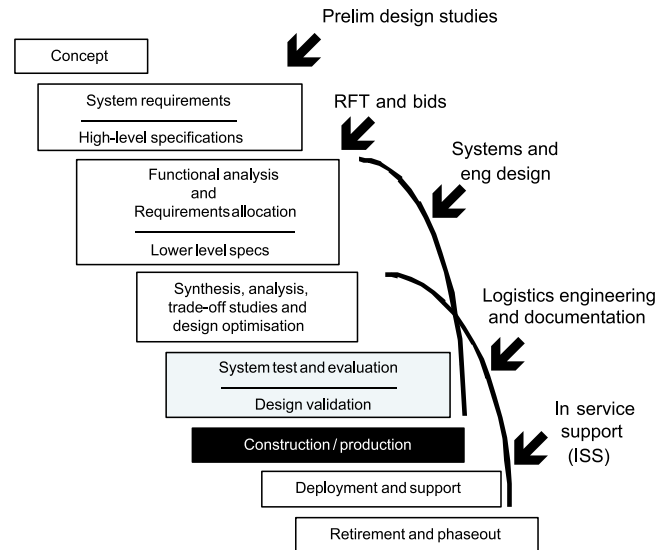 Prelim design studies
Concept
System requirements
High-level specifications
RFT and bids
Functional analysis
and
Requirements allocation
Lower level specs
Systems and
eng design
Synthesis, analysis,
trade-off studies and
design optimisation
Logistics engineering
and documentation
System test and evaluation
Design validation
In service
support
(ISS)
Construction / production
Deployment and support
Retirement and phaseout